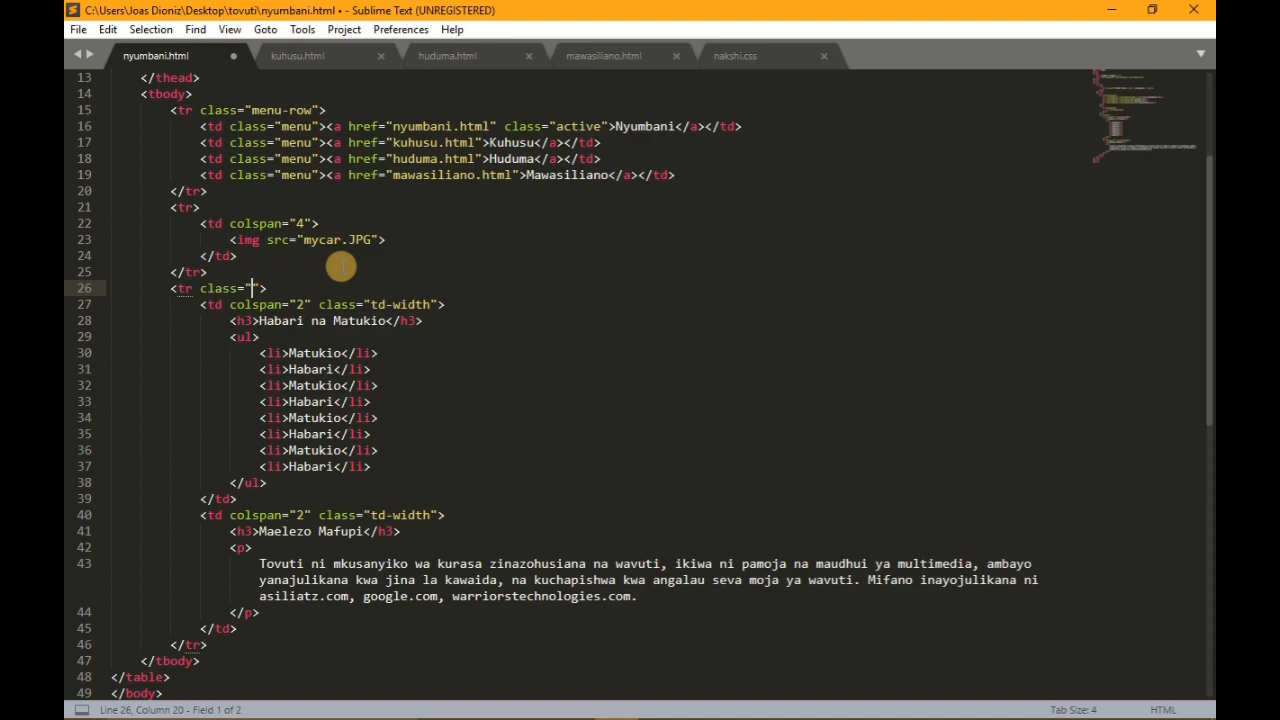 C:\Users\Joas Dioniz\Desktop\tovuti\nyumbani.html • - Sublime Text (UNREGISTERED)
File Edit Selection Find View Goto Tools Project Preferences Help
nyumbani.html kuhusu.html huduma.html mawasiliano.html nakshi.css
13 </thead>
14 <tbody>
15 <tr class="menu-row">
16 <td class="menu"><a href="nyumbani.html" class="active">Nyumbani</a></td>
17 <td class="menu"><a href="kuhusu.html">Kuhusu</a></td>
18 <td class="menu"><a href="huduma.html">Huduma</a></td>
19 <td class="menu"><a href="mawasiliano.html">Mawasiliano</a></td>
20 </tr>
21 <tr>
22 <td colspan="4">
23 <img src="mycar.JPG">
24 </td>
25 </tr>
26 <tr class="">
27 <td colspan="2" class="td-width">
28 <h3>Habari na Matukio</h3>
29 <ul>
30 <li>Matukio</li>
31 <li>Habari</li>
32 <li>Matukio</li>
33 <li>Habari</li>
34 <li>Matukio</li>
35 <li>Habari</li>
36 <li>Matukio</li>
37 <li>Habari</li>
38 </ul>
39 </td>
40 <td colspan="2" class="td-width">
41 <h3>Maelezo Mafupi</h3>
42 <p>
43 Tovuti ni mkusanyiko wa kurasa zinazohusiana na wavuti, ikiwa ni pamoja na maudhui ya multimedia, ambayo
yanajulikana kwa jina la kawaida, na kuchapishwa kwa angalau seva moja ya wavuti. Mifano inayojulikana ni
asiliatz.com, google.com, warriorstechnologies.com.
44 </p>
45 </td>
46 </tr>
47 </tbody>
48 </table>
49 </body>
Line 26, Column 20 - Field 1 of 2 Tab Size: 4 HTML